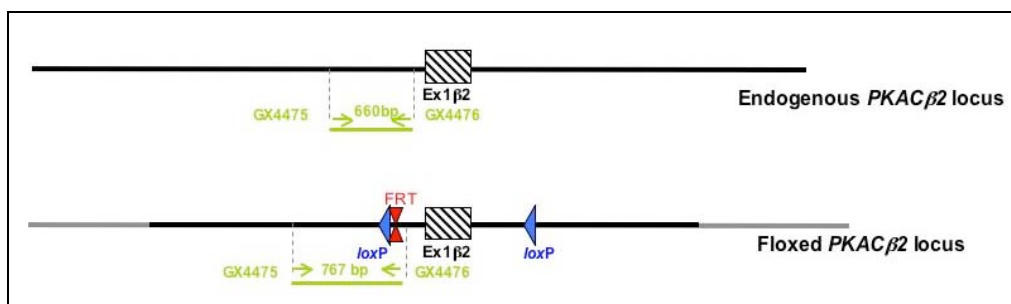 660bp
Ex1β2
GX4475
GX4476
Endogenous PKACβ2 locus
FRT
loxP
Ex1β2
loxP
Floxed PKACβ2 locus
GX4475
767 bp
GX4476